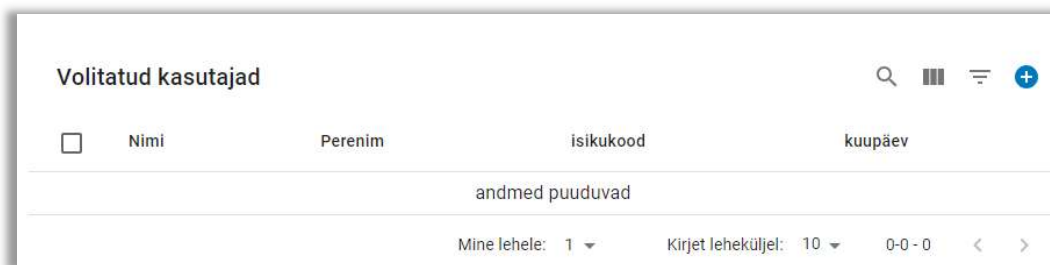 Volitatud kasutajad
Nimi Perenim isikukood kuupäev
andmed puuduvad
Mine lehele: 1 Kirjet leheküljel: 10 0-0 - 0